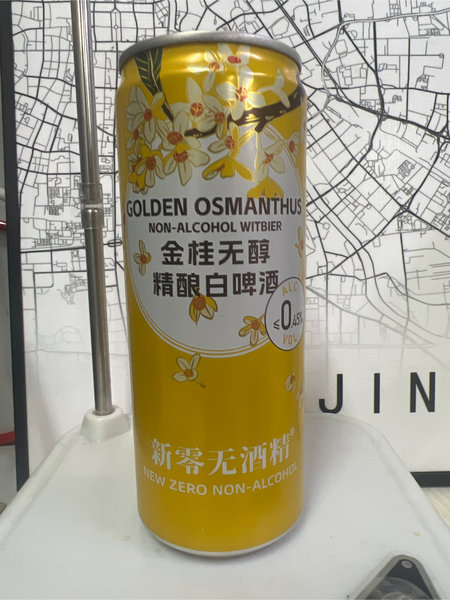 GOLDEN OSMANTHUS
NON-ALCOHOL WITBIER
金桂无醇
精酿白啤酒
ALC
≤0.45%
VOL
新零无酒精®
NEW ZERO NON-ALCOHOL
JIN